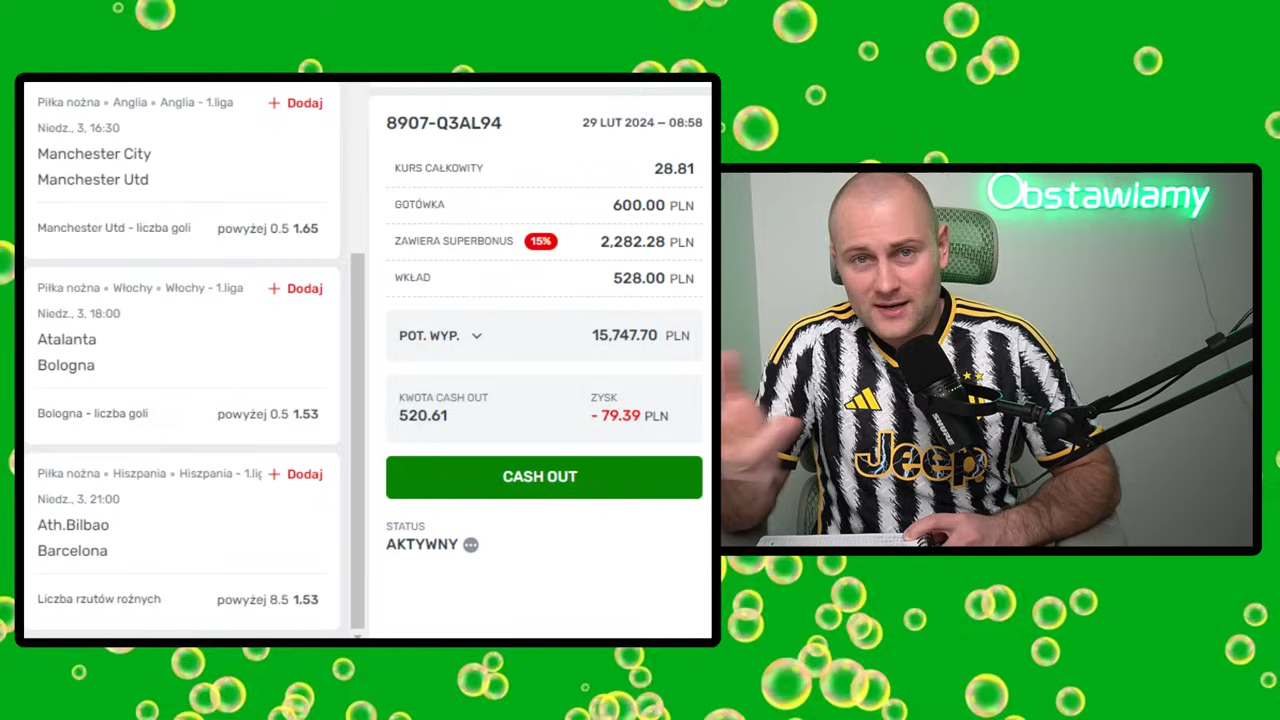 Piłka nożna • Anglia • Anglia - 1.liga + Dodaj
Niedz., 3, 16:30
Manchester City
Manchester Utd
Manchester Utd - liczba goli powyżej 0.5 1.65
Piłka nożna • Włochy • Włochy - 1.liga + Dodaj
Niedz., 3, 18:00
Atalanta
Bologna
Bologna - liczba goli powyżej 0.5 1.53
Piłka nożna • Hiszpania • Hiszpania - 1.lig + Dodaj
Niedz., 3, 21:00
Ath.Bilbao
Barcelona
Liczba rzutów rożnych powyżej 8.5 1.53
8907-Q3AL94 29 LUT 2024 — 08:58
KURS CAŁKOWITY 28.81
GOTÓWKA 600.00 PLN
ZAWIERA SUPERBONUS 15% 2,282.28 PLN
WKŁAD 528.00 PLN
POT. WYP. 15,747.70 PLN
KWOTA CASH OUT ZYSK
520.61 - 79.39 PLN
CASH OUT
STATUS
AKTYWNY
Obstawiamy
Jeep
SHURE